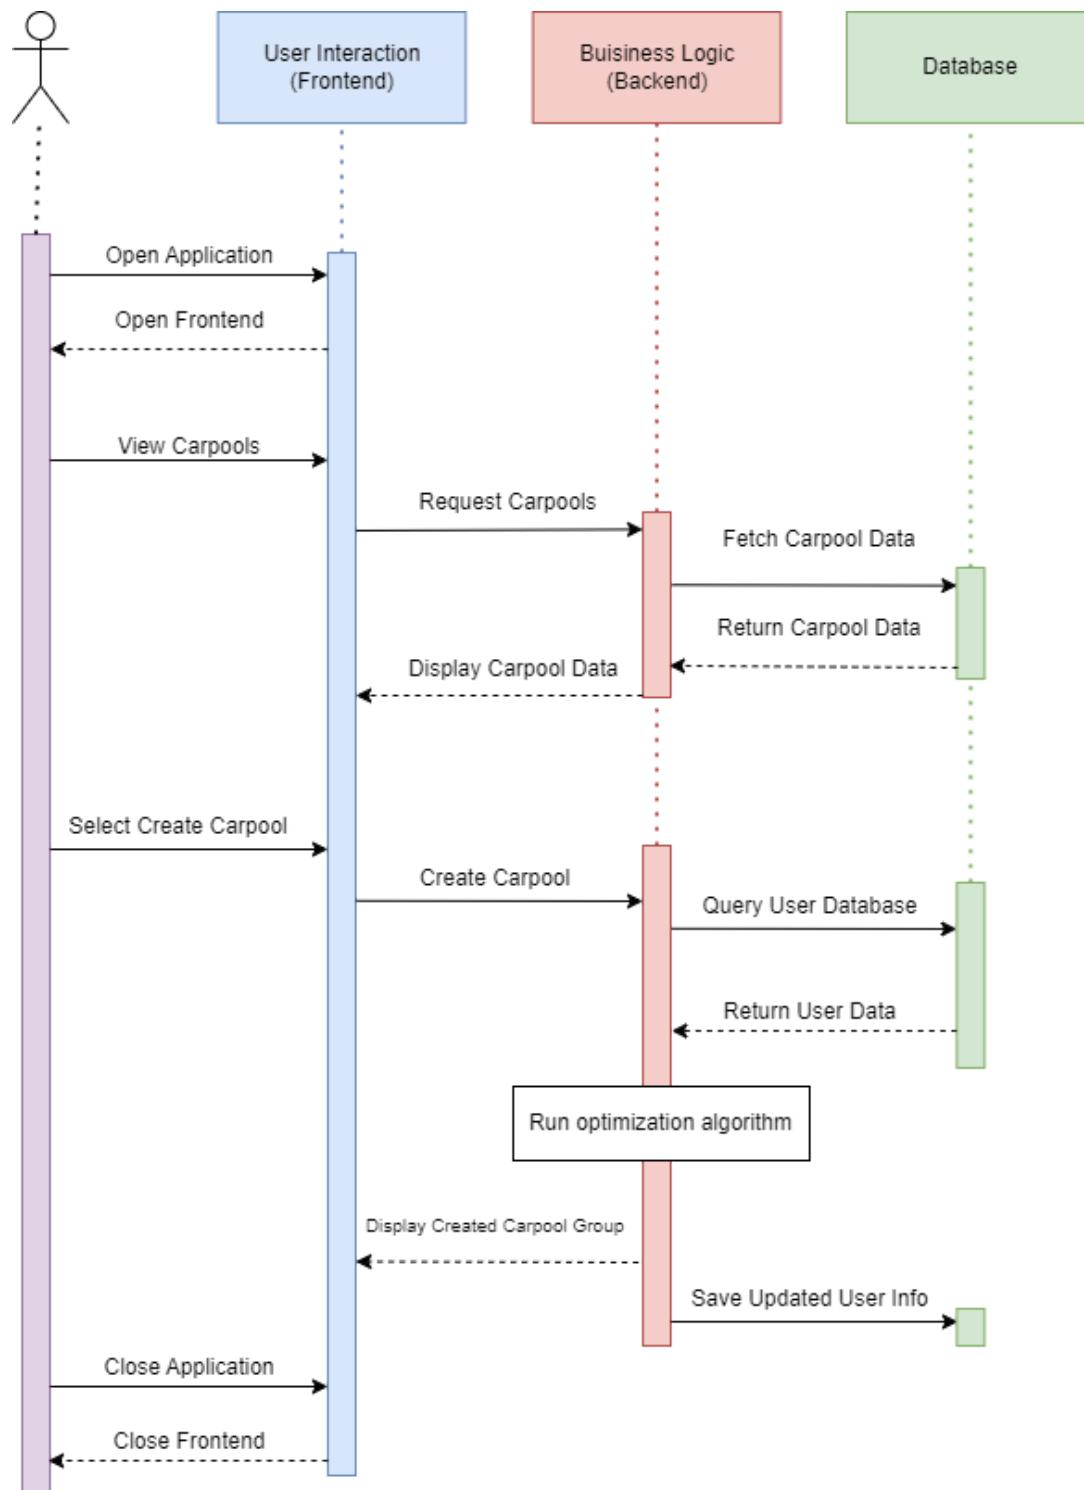 User Interaction
(Frontend)
Buisiness Logic
(Backend)
Database
Open Application
Open Frontend
View Carpools
Request Carpools
Fetch Carpool Data
Return Carpool Data
Display Carpool Data
Select Create Carpool
Create Carpool
Query User Database
Return User Data
Run optimization algorithm
Display Created Carpool Group
Save Updated User Info
Close Application
Close Frontend